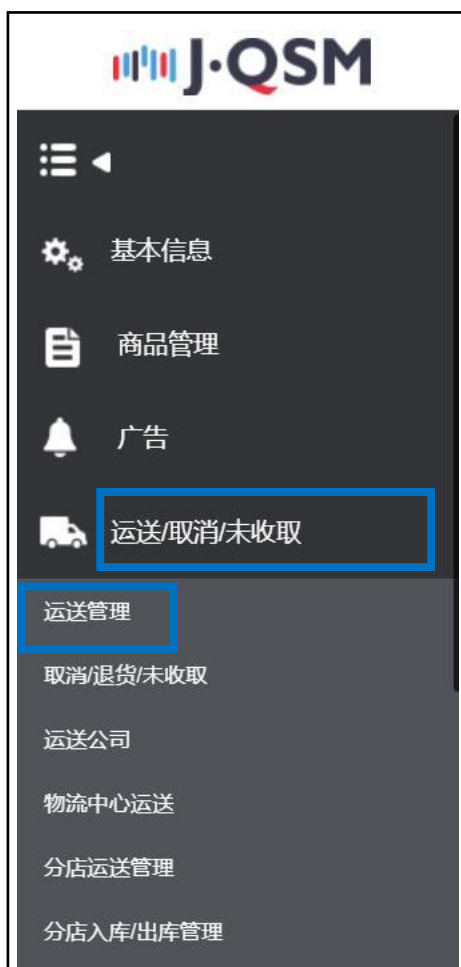 J·QSM
基本信息
商品管理
广告
运送/取消/未收取
运送管理
取消/退货/未收取
运送公司
物流中心运送
分店运送管理
分店入库/出库管理